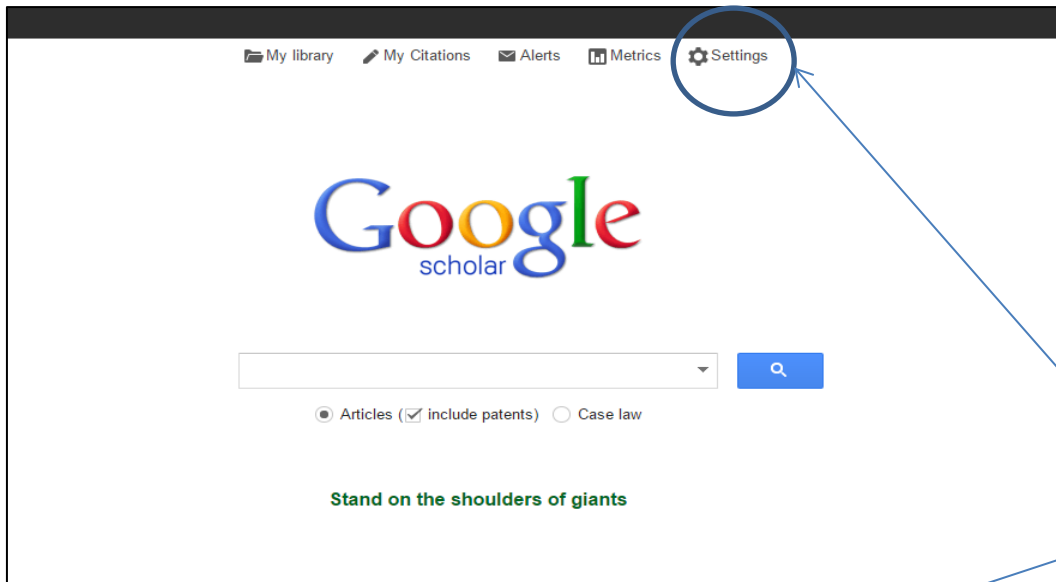 My library My Citations Alerts Metrics Settings
Google
scholar
Articles ( include patents) Case law
Stand on the shoulders of giants